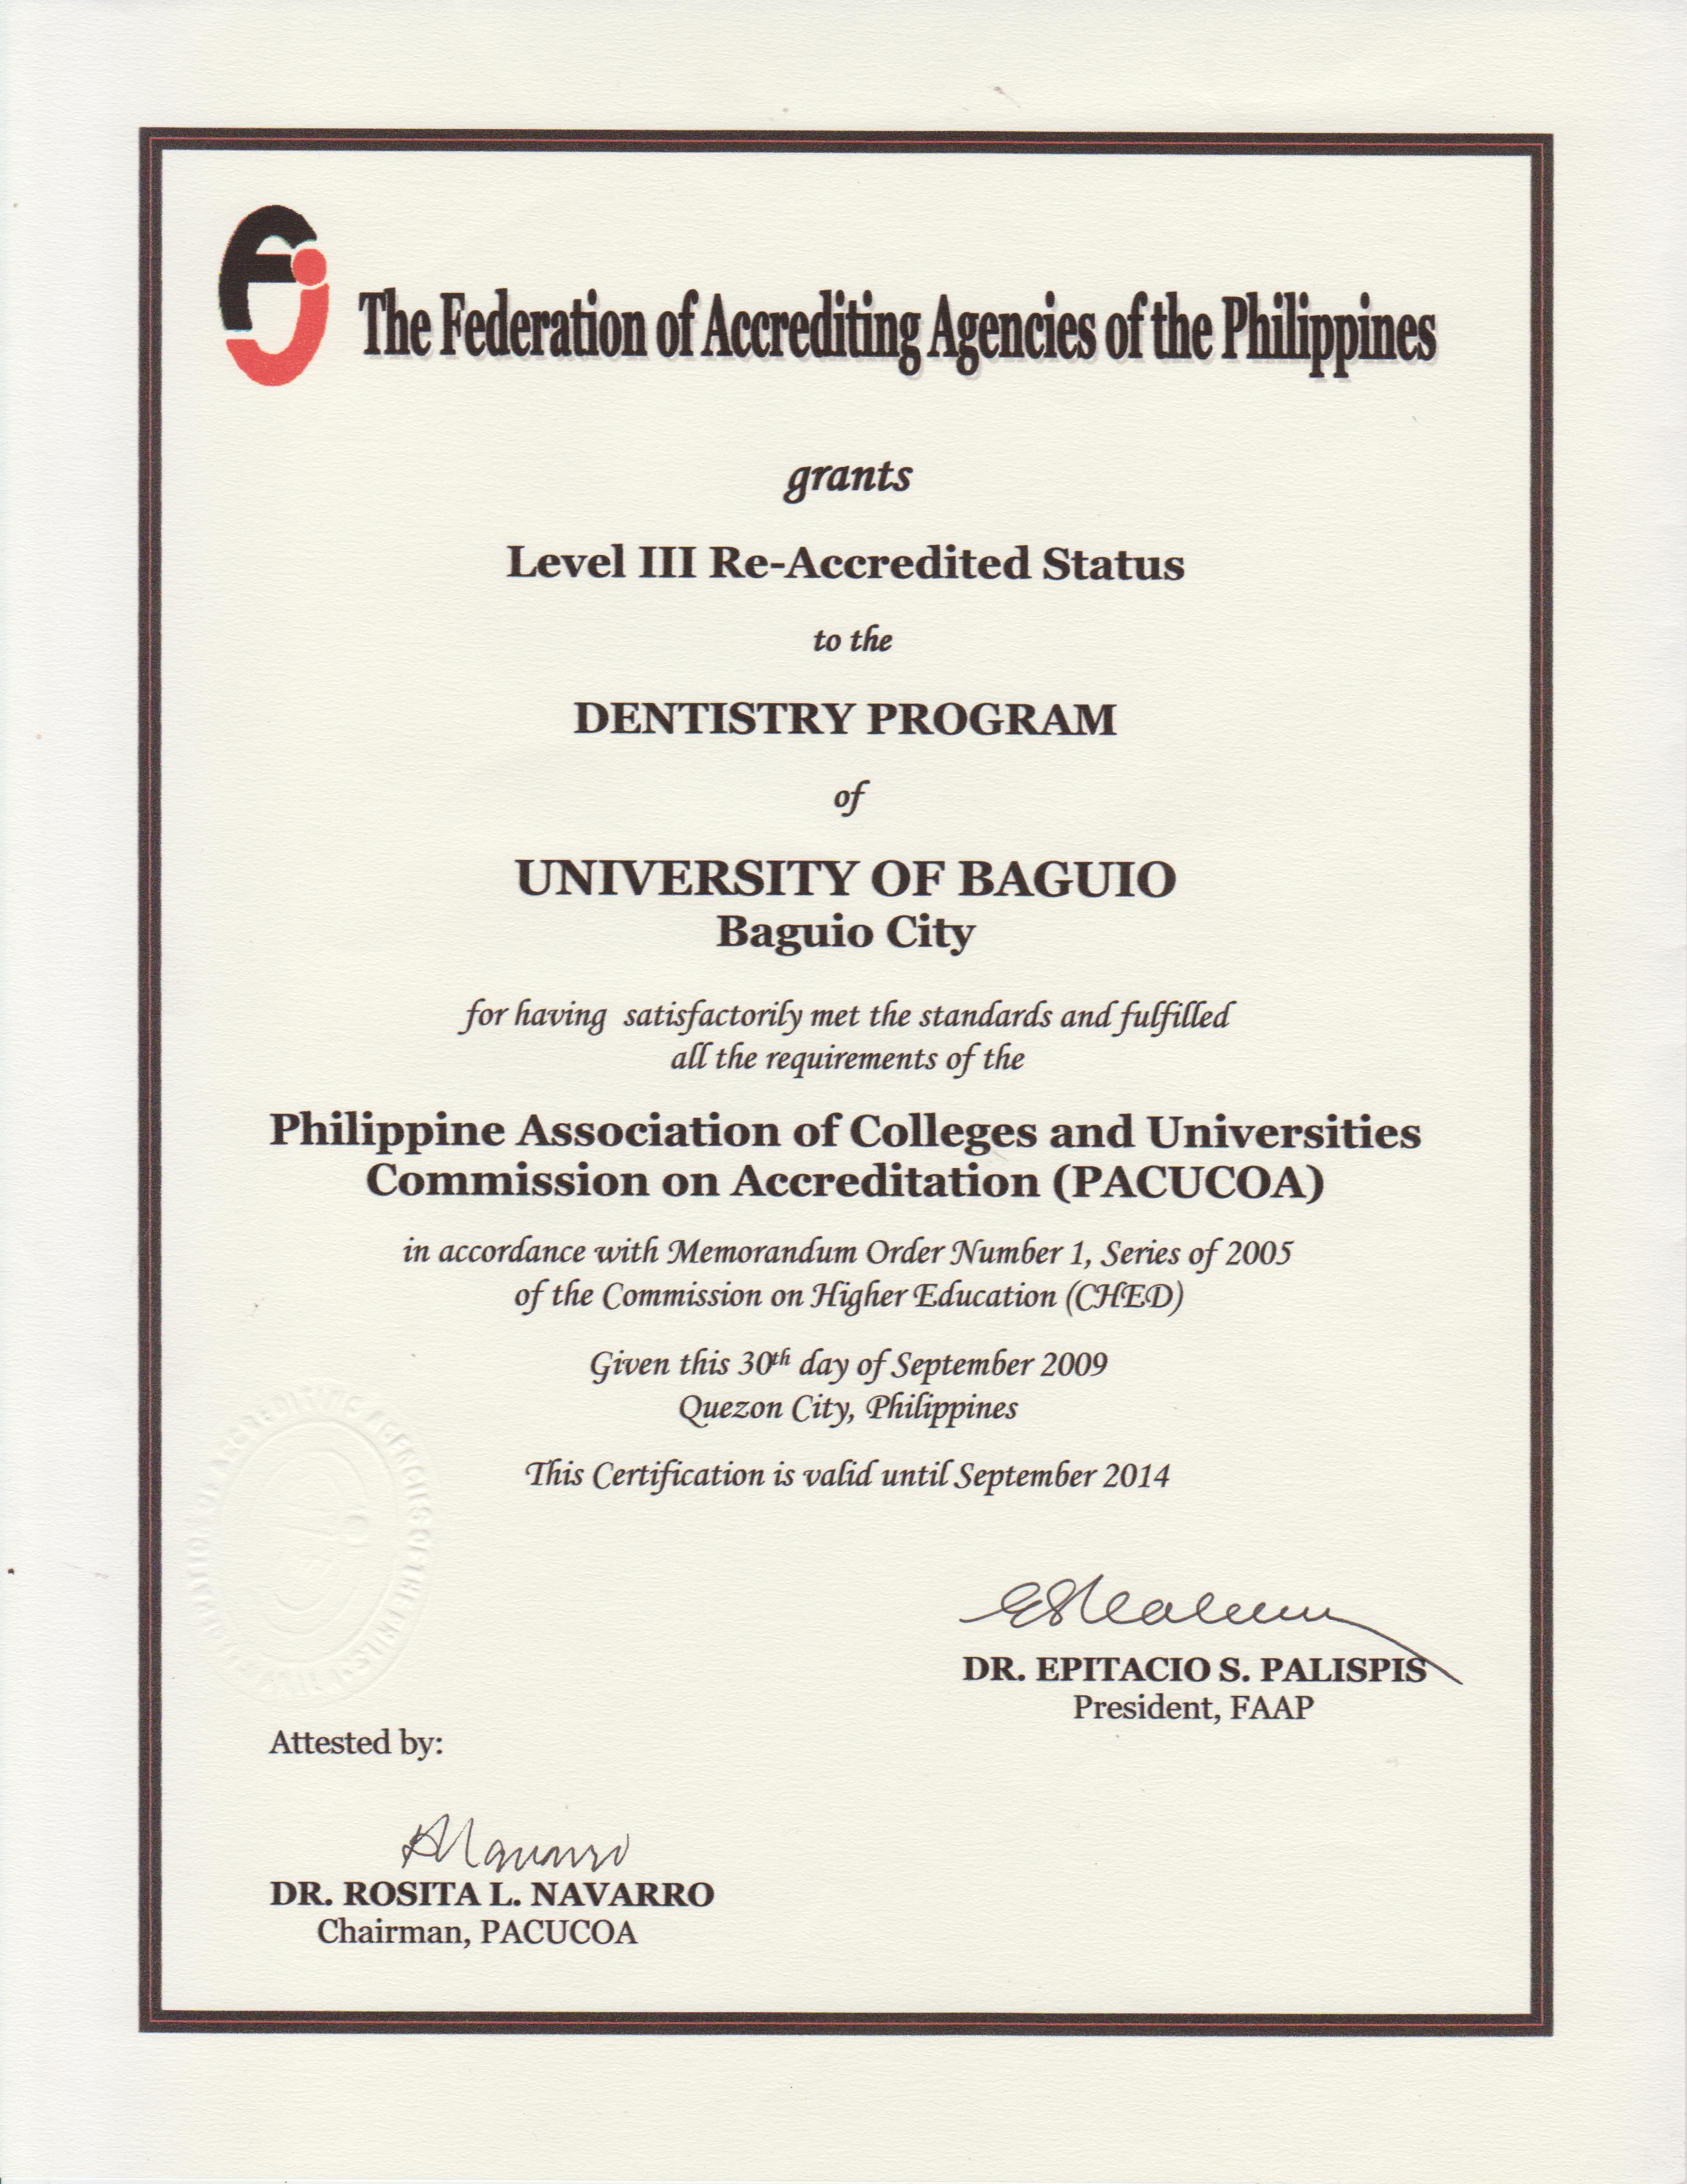 The Federation of Accrediting Agencies of the Philippines
grants
Level III Re-Accredited Status
to the
DENTISTRY PROGRAM
of
UNIVERSITY OF BAGUIO
Baguio City
for having satisfactorily met the standards and fulfilled
all the requirements of the
Philippine Association of Colleges and Universities
Commission on Accreditation (PACUCOA)
in accordance with Memorandum Order Number 1, Series of 2005
of the Commission on Higher Education (CHED)
Given this 30th day of September 2009
Quezon City, Philippines
This Certification is valid until September 2014
DR. EPITACIO S. PALISPIS
President, FAAP
Attested by:
RLNavarro
DR. ROSITA L. NAVARRO
Chairman, PACUCOA